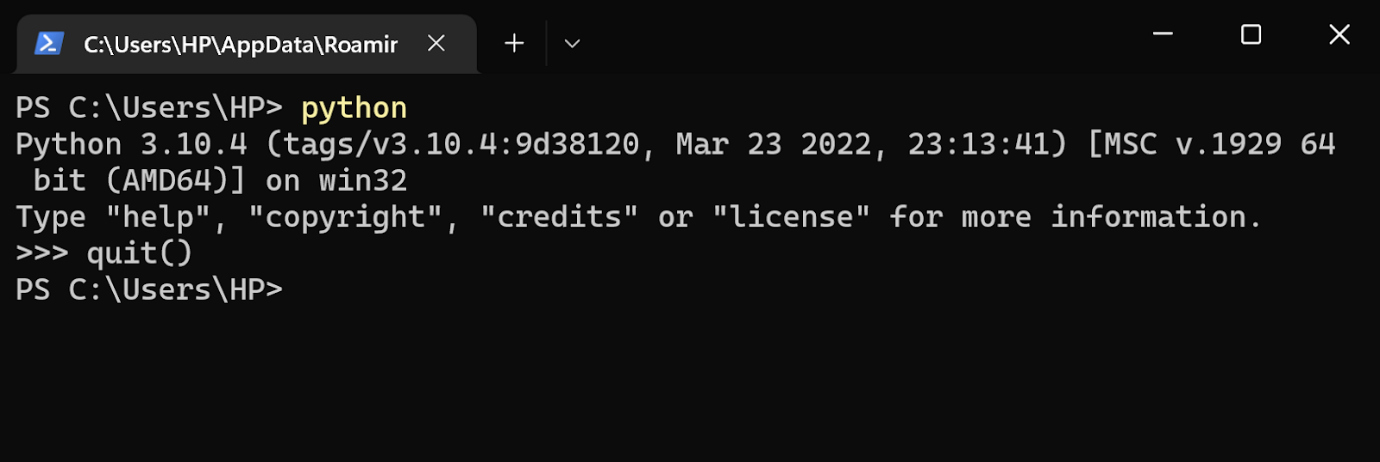 C:\Users\HP\AppData\Roamir
PS C:\Users\HP> python
Python 3.10.4 (tags/v3.10.4:9d38120, Mar 23 2022, 23:13:41) [MSC v.1929 64
 bit (AMD64)] on win32
Type "help", "copyright", "credits" or "license" for more information.
>>> quit()
PS C:\Users\HP>